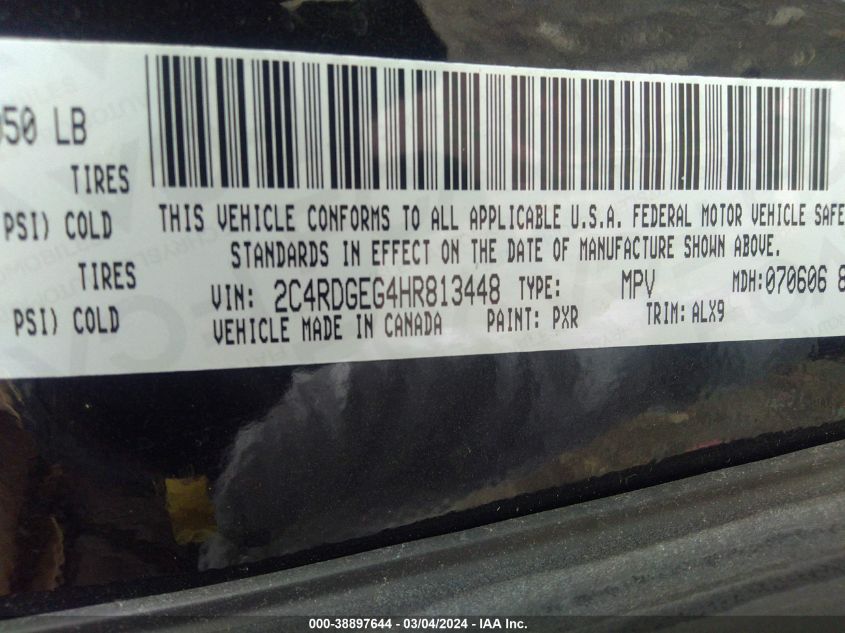 050 LB
TIRES
PSI) COLD
THIS VEHICLE CONFORMS TO ALL APPLICABLE U.S.A. FEDERAL MOTOR VEHICLE SAFE
STANDARDS IN EFFECT ON THE DATE OF MANUFACTURE SHOWN ABOVE.
TIRES
VIN: 2C4RDGEG4HR813448 TYPE: MPV MDH:070606 8
PSI) COLD
VEHICLE MADE IN CANADA PAINT: PXR TRIM: ALX9
000-38897644 - 03/04/2024 - IAA Inc.